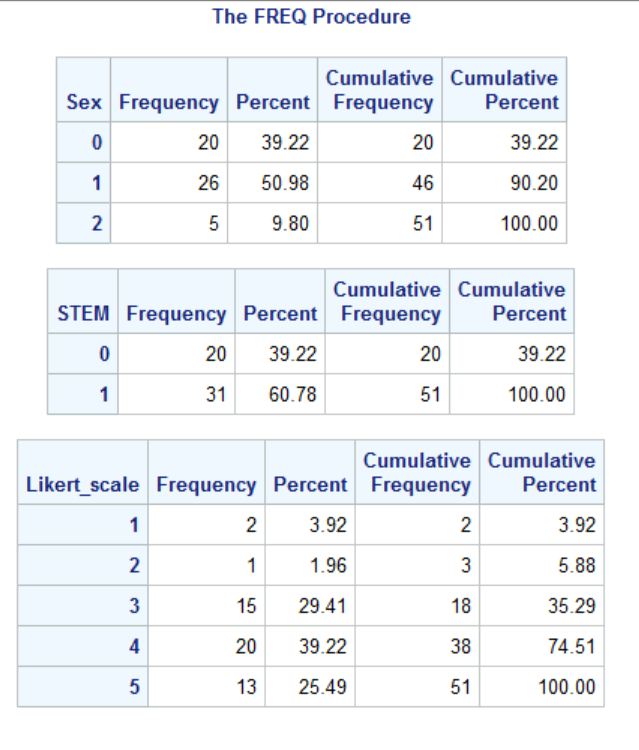 The FREQ Procedure
Sex Frequency Percent Cumulative Frequency Cumulative Percent
0 20 39.22 20 39.22
1 26 50.98 46 90.20
2 5 9.80 51 100.00
STEM Frequency Percent Cumulative Frequency Cumulative Percent
0 20 39.22 20 39.22
1 31 60.78 51 100.00
Likert_scale Frequency Percent Cumulative Frequency Cumulative Percent
1 2 3.92 2 3.92
2 1 1.96 3 5.88
3 15 29.41 18 35.29
4 20 39.22 38 74.51
5 13 25.49 51 100.00